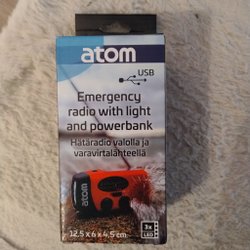 atom
USB
Emergency
radio with light
and powerbank
Hätäradio valolla ja
varavirtalähteellä
atom
12,5 x 6 x 4,5 cm
3x
LED